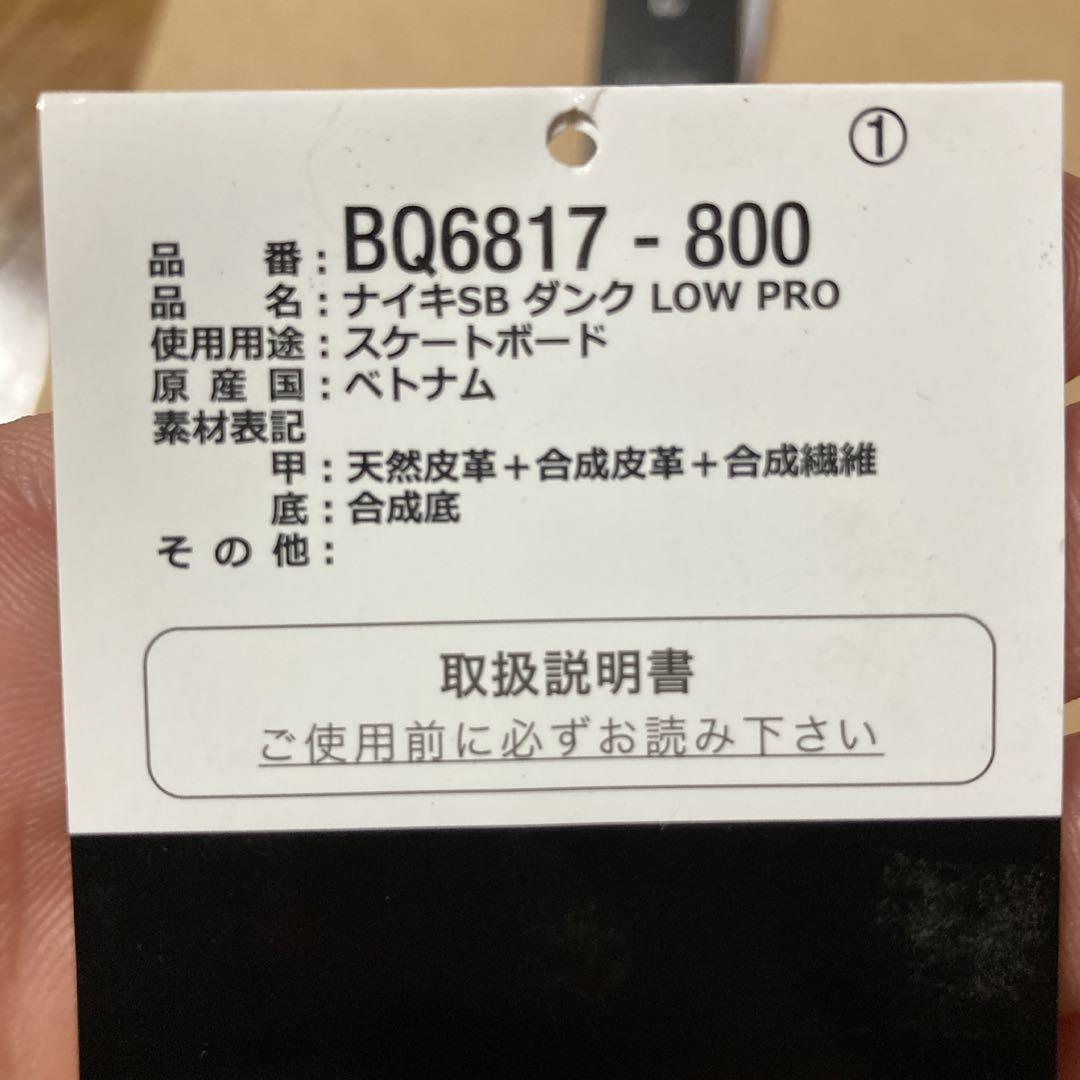 ①
品 番：BQ6817 - 800
品 名：ナイキSB ダンク LOW PRO
使用用途：スケートボード
原 産 国：ベトナム
素材表記
甲：天然皮革＋合成皮革＋合成繊維
底：合成底
そ の 他：
取扱説明書
ご使用前に必ずお読み下さい